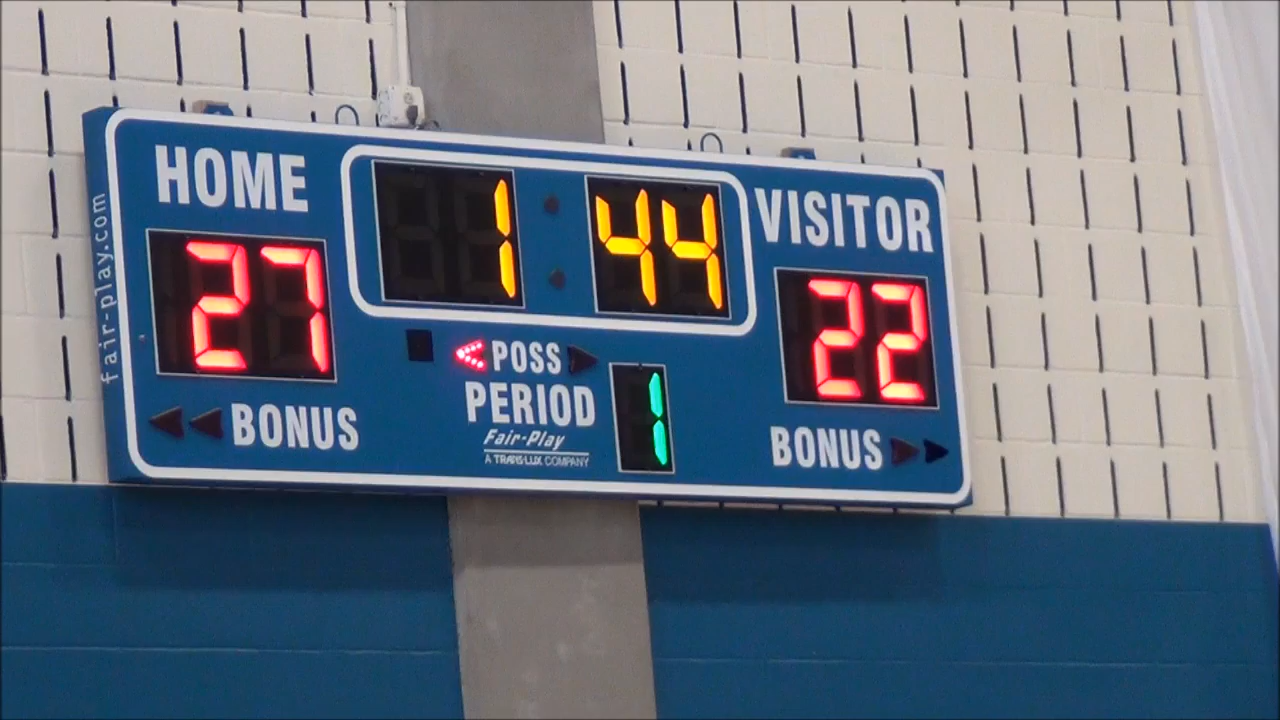 HOME
1 44
VISITOR
27
22
POSS
PERIOD 1
BONUS
BONUS
Fair-Play
A TRANS-LUX COMPANY
fair-play.com